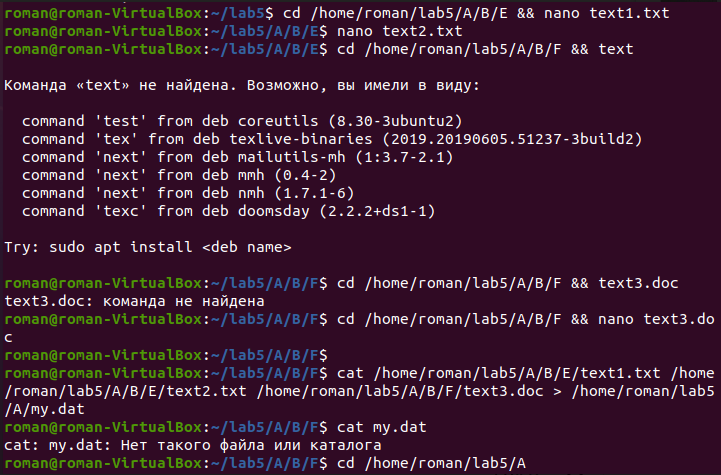 roman@roman-VirtualBox:~/lab5$ cd /home/roman/lab5/A/B/E && nano text1.txt
roman@roman-VirtualBox:~/lab5/A/B/E$ nano text2.txt
roman@roman-VirtualBox:~/lab5/A/B/E$ cd /home/roman/lab5/A/B/F && text
Команда «text» не найдена. Возможно, вы имели в виду:
  command 'test' from deb coreutils (8.30-3ubuntu2)
  command 'tex' from deb texlive-binaries (2019.20190605.51237-3build2)
  command 'next' from deb mailutils-mh (1:3.7-2.1)
  command 'next' from deb mmh (0.4-2)
  command 'next' from deb nmh (1.7.1-6)
  command 'texc' from deb doomsday (2.2.2+ds1-1)
Try: sudo apt install <deb name>
roman@roman-VirtualBox:~/lab5/A/B/F$ cd /home/roman/lab5/A/B/F && text3.doc
text3.doc: команда не найдена
roman@roman-VirtualBox:~/lab5/A/B/F$ cd /home/roman/lab5/A/B/F && nano text3.do
c
roman@roman-VirtualBox:~/lab5/A/B/F$
roman@roman-VirtualBox:~/lab5/A/B/F$ cat /home/roman/lab5/A/B/E/text1.txt /home
/roman/lab5/A/B/E/text2.txt /home/roman/lab5/A/B/F/text3.doc > /home/roman/lab5
/A/my.dat
roman@roman-VirtualBox:~/lab5/A/B/F$ cat my.dat
cat: my.dat: Нет такого файла или каталога
roman@roman-VirtualBox:~/lab5/A/B/F$ cd /home/roman/lab5/A